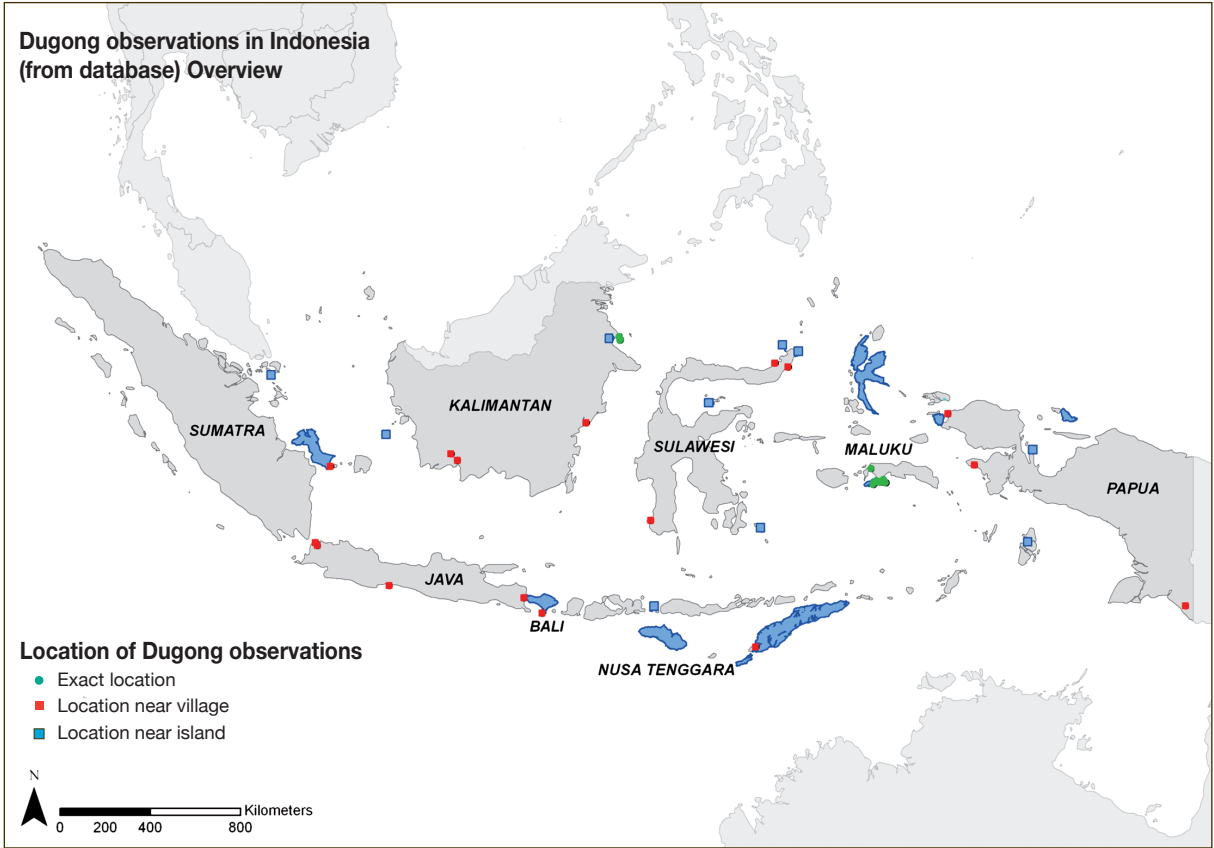 Dugong observations in Indonesia
(from database) Overview
KALIMANTAN
SUMATRA
SULAWESI
MALUKU
PAPUA
JAVA
BALI
NUSA TENGGARA
Location of Dugong observations
Exact location
Location near village
Location near island
N
Kilometers
0 200 400 800